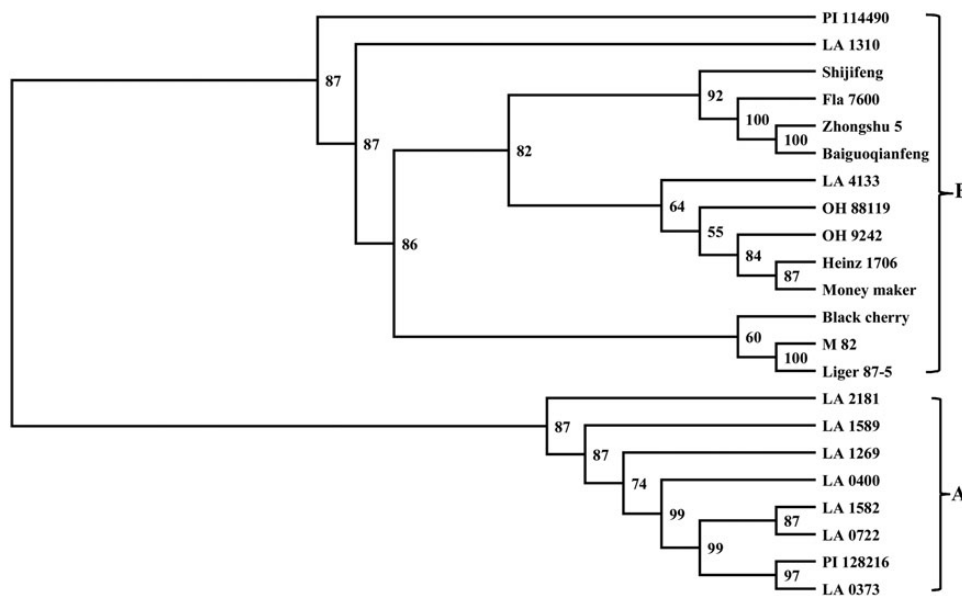 PI 114490
LA 1310
Shijifeng
87
92
Fla 7600
100
Zhongshu 5
87
100
82
Baiguoqianfeng
LA 4133
64
OH 88119
55
OH 9242
86
84
Heinz 1706
87
Money maker
Black cherry
60
M 82
100
Liger 87-5
LA 2181
LA 1589
87
87
LA 1269
LA 0400
74
A
LA 1582
99
87
LA 0722
99
PI 128216
97
LA 0373